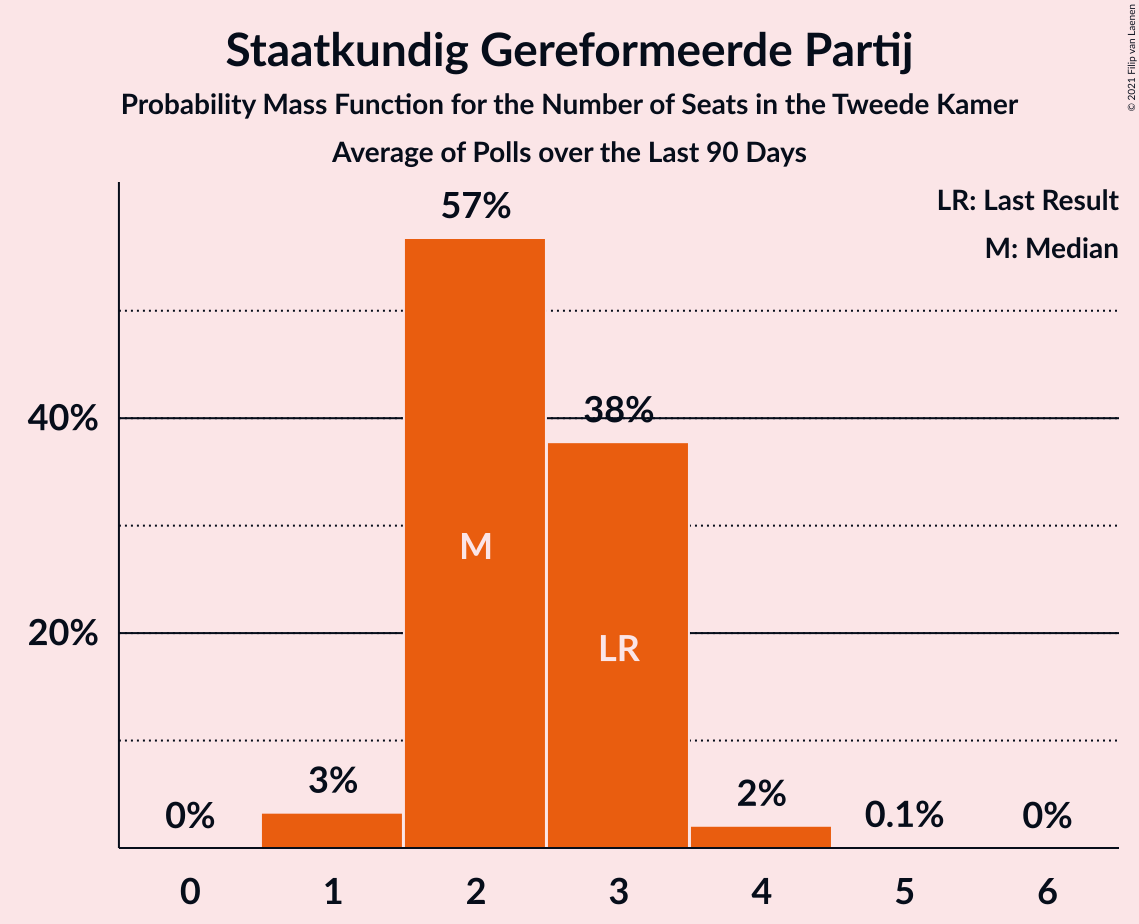 Staatkundig Gereformeerde Partij
Probability Mass Function for the Number of Seats in the Tweede Kamer
Average of Polls over the Last 90 Days
© 2021 Filip van Laenen
LR: Last Result
M: Median
57%
40%
38%
M
20%
LR
0%
3%
2%
0.1%
0%
0 1 2 3 4 5 6